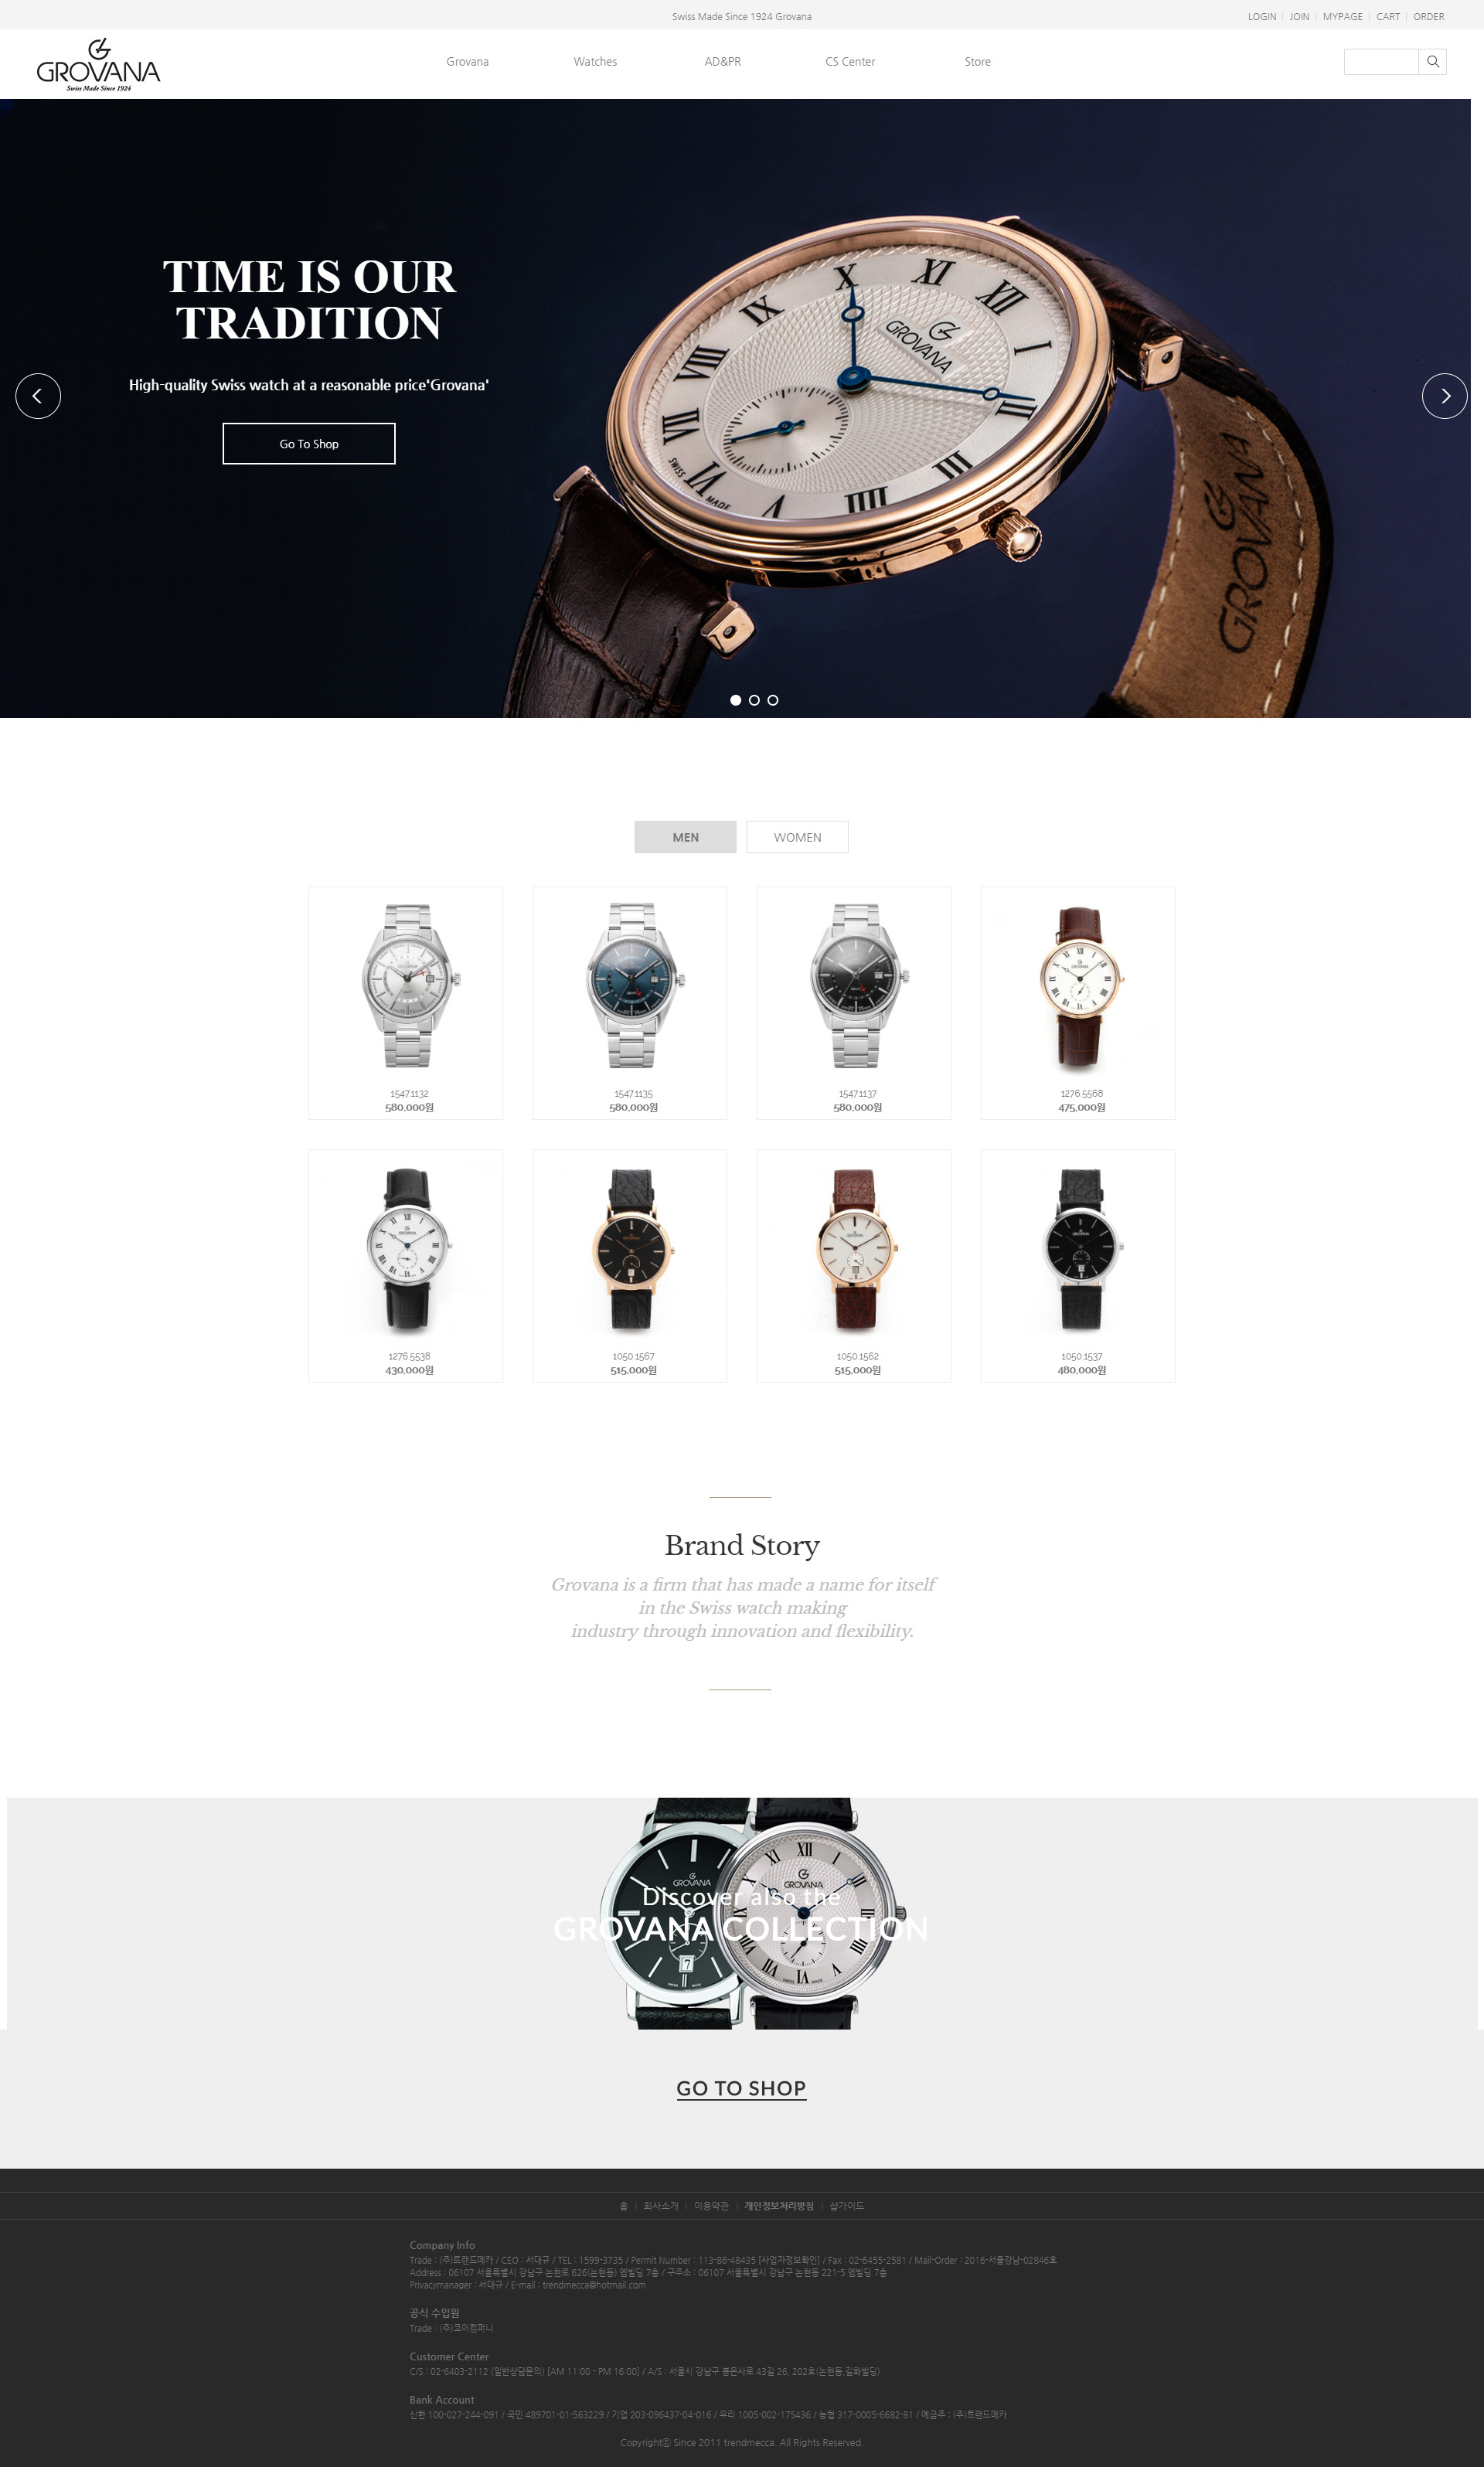 Swiss Made Since 1924 Grovana
LOGIN | JOIN | MYPAGE | CART | ORDER
GROVANA
Swiss Made Since 1924
Grovana Watches AD&PR CS Center Store
TIME IS OUR
TRADITION
High-quality Swiss watch at a reasonable price'Grovana'
Go To Shop
GROVANA
SWISS MADE
GROVANA
MEN WOMEN
1547.1132
580,000원
1547.1135
580,000원
1547.1137
580,000원
1276.5568
475,000원
1276.5538
430,000원
1050.1567
515,000원
1050.1562
515,000원
1050.1537
480,000원
Brand Story
Grovana is a firm that has made a name for itself
in the Swiss watch making
industry through innovation and flexibility.
GROVANA
GROVANA
Discover also the
GROVANA COLLECTION
GO TO SHOP
홈 | 회사소개 | 이용약관 | 개인정보처리방침 | 샵가이드
Company Info
Trade : (주)트랜드메카 / CEO : 서대규 / TEL : 1599-3735 / Permit Number : 113-86-48435 [사업자정보확인] / Fax : 02-6455-2581 / Mail-Order : 2016-서울강남-02846호
Address : 06107 서울특별시 강남구 논현로 626(논현동) 엠빌딩 7층 / 구주소 : 06107 서울특별시 강남구 논현동 221-5 엠빌딩 7층
Privacymanager : 서대규 / E-mail : trendmecca@hotmail.com
공식 수입원
Trade : (주)코이컴퍼니
Customer Center
C/S : 02-6403-2112 (일반상담문의) [AM 11:00 - PM 16:00] / A/S : 서울시 강남구 봉은사로 43길 26, 202호(논현동,길화빌딩)
Bank Account
신한 100-027-244-091 / 국민 489701-01-563229 / 기업 203-096437-04-016 / 우리 1005-002-175436 / 농협 317-0005-6682-81 / 예금주 : (주)트랜드메카
Copyrightⓒ Since 2011 trendmecca. All Rights Reserved.